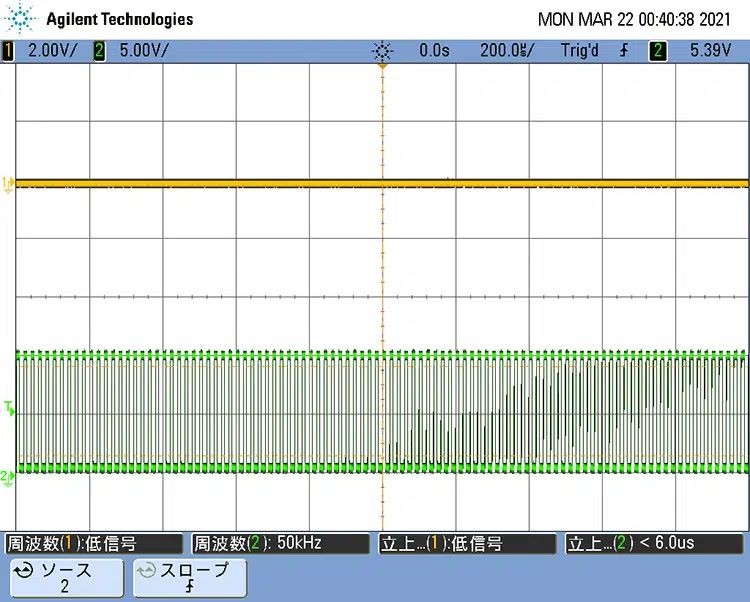 Agilent Technologies
MON MAR 22 00:40:38 2021
1 2.00V/ 2 5.00V/ 0.0s 200.0㎲/ Trig'd 2 5.39V
1
T
2
周波数(1):低信号 周波数(2): 50kHz 立上...(1):低信号 立上...(2) < 6.0us
ソース スロープ
2